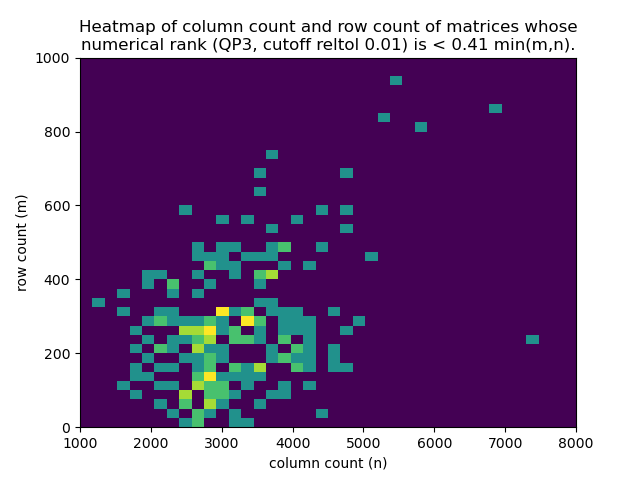 Heatmap of column count and row count of matrices whose
numerical rank (QP3, cutoff reltol 0.01) is < 0.41 min(m,n).
1000
800
600
400
200
0
row count (m)
1000 2000 3000 4000 5000 6000 7000 8000
column count (n)